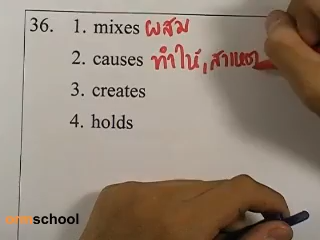 36. 1. mixes ผสม
2. causes ทำให้, สาเหตุ
3. creates
4. holds
oneschool